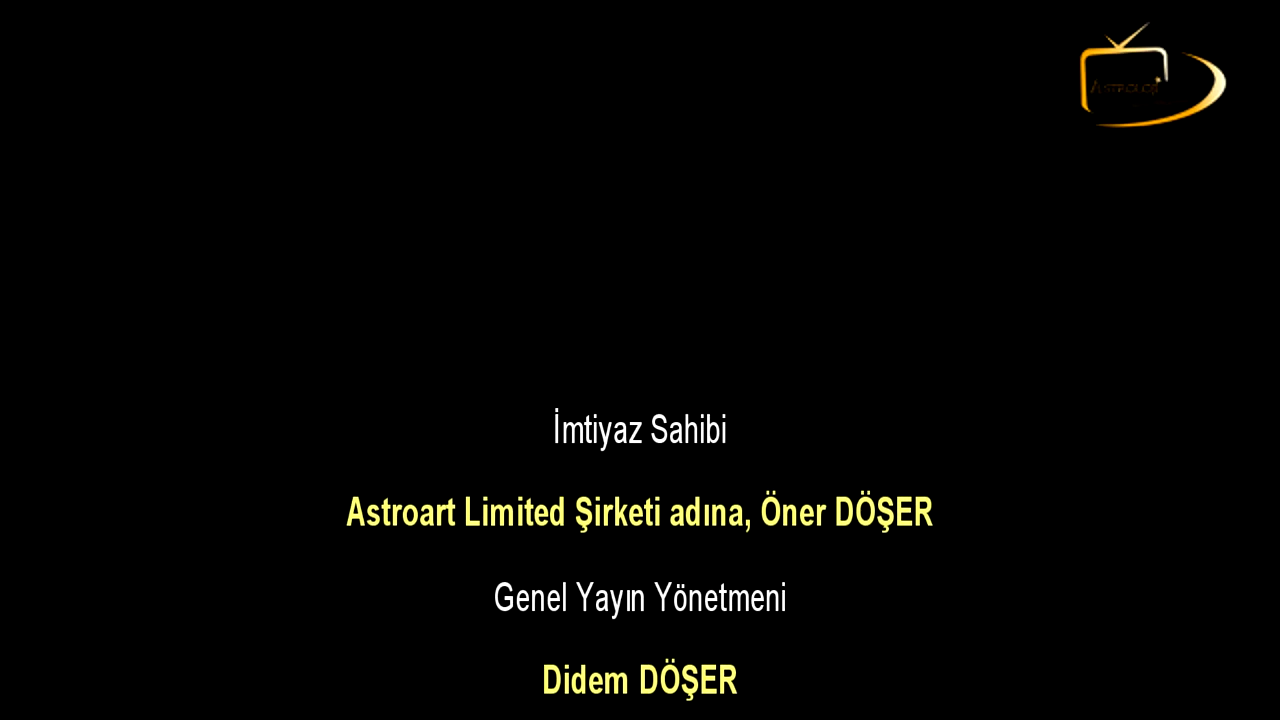 İmtiyaz Sahibi
Astroart Limited Şirketi adına, Öner DÖŞER
Genel Yayın Yönetmeni
Didem DÖŞER